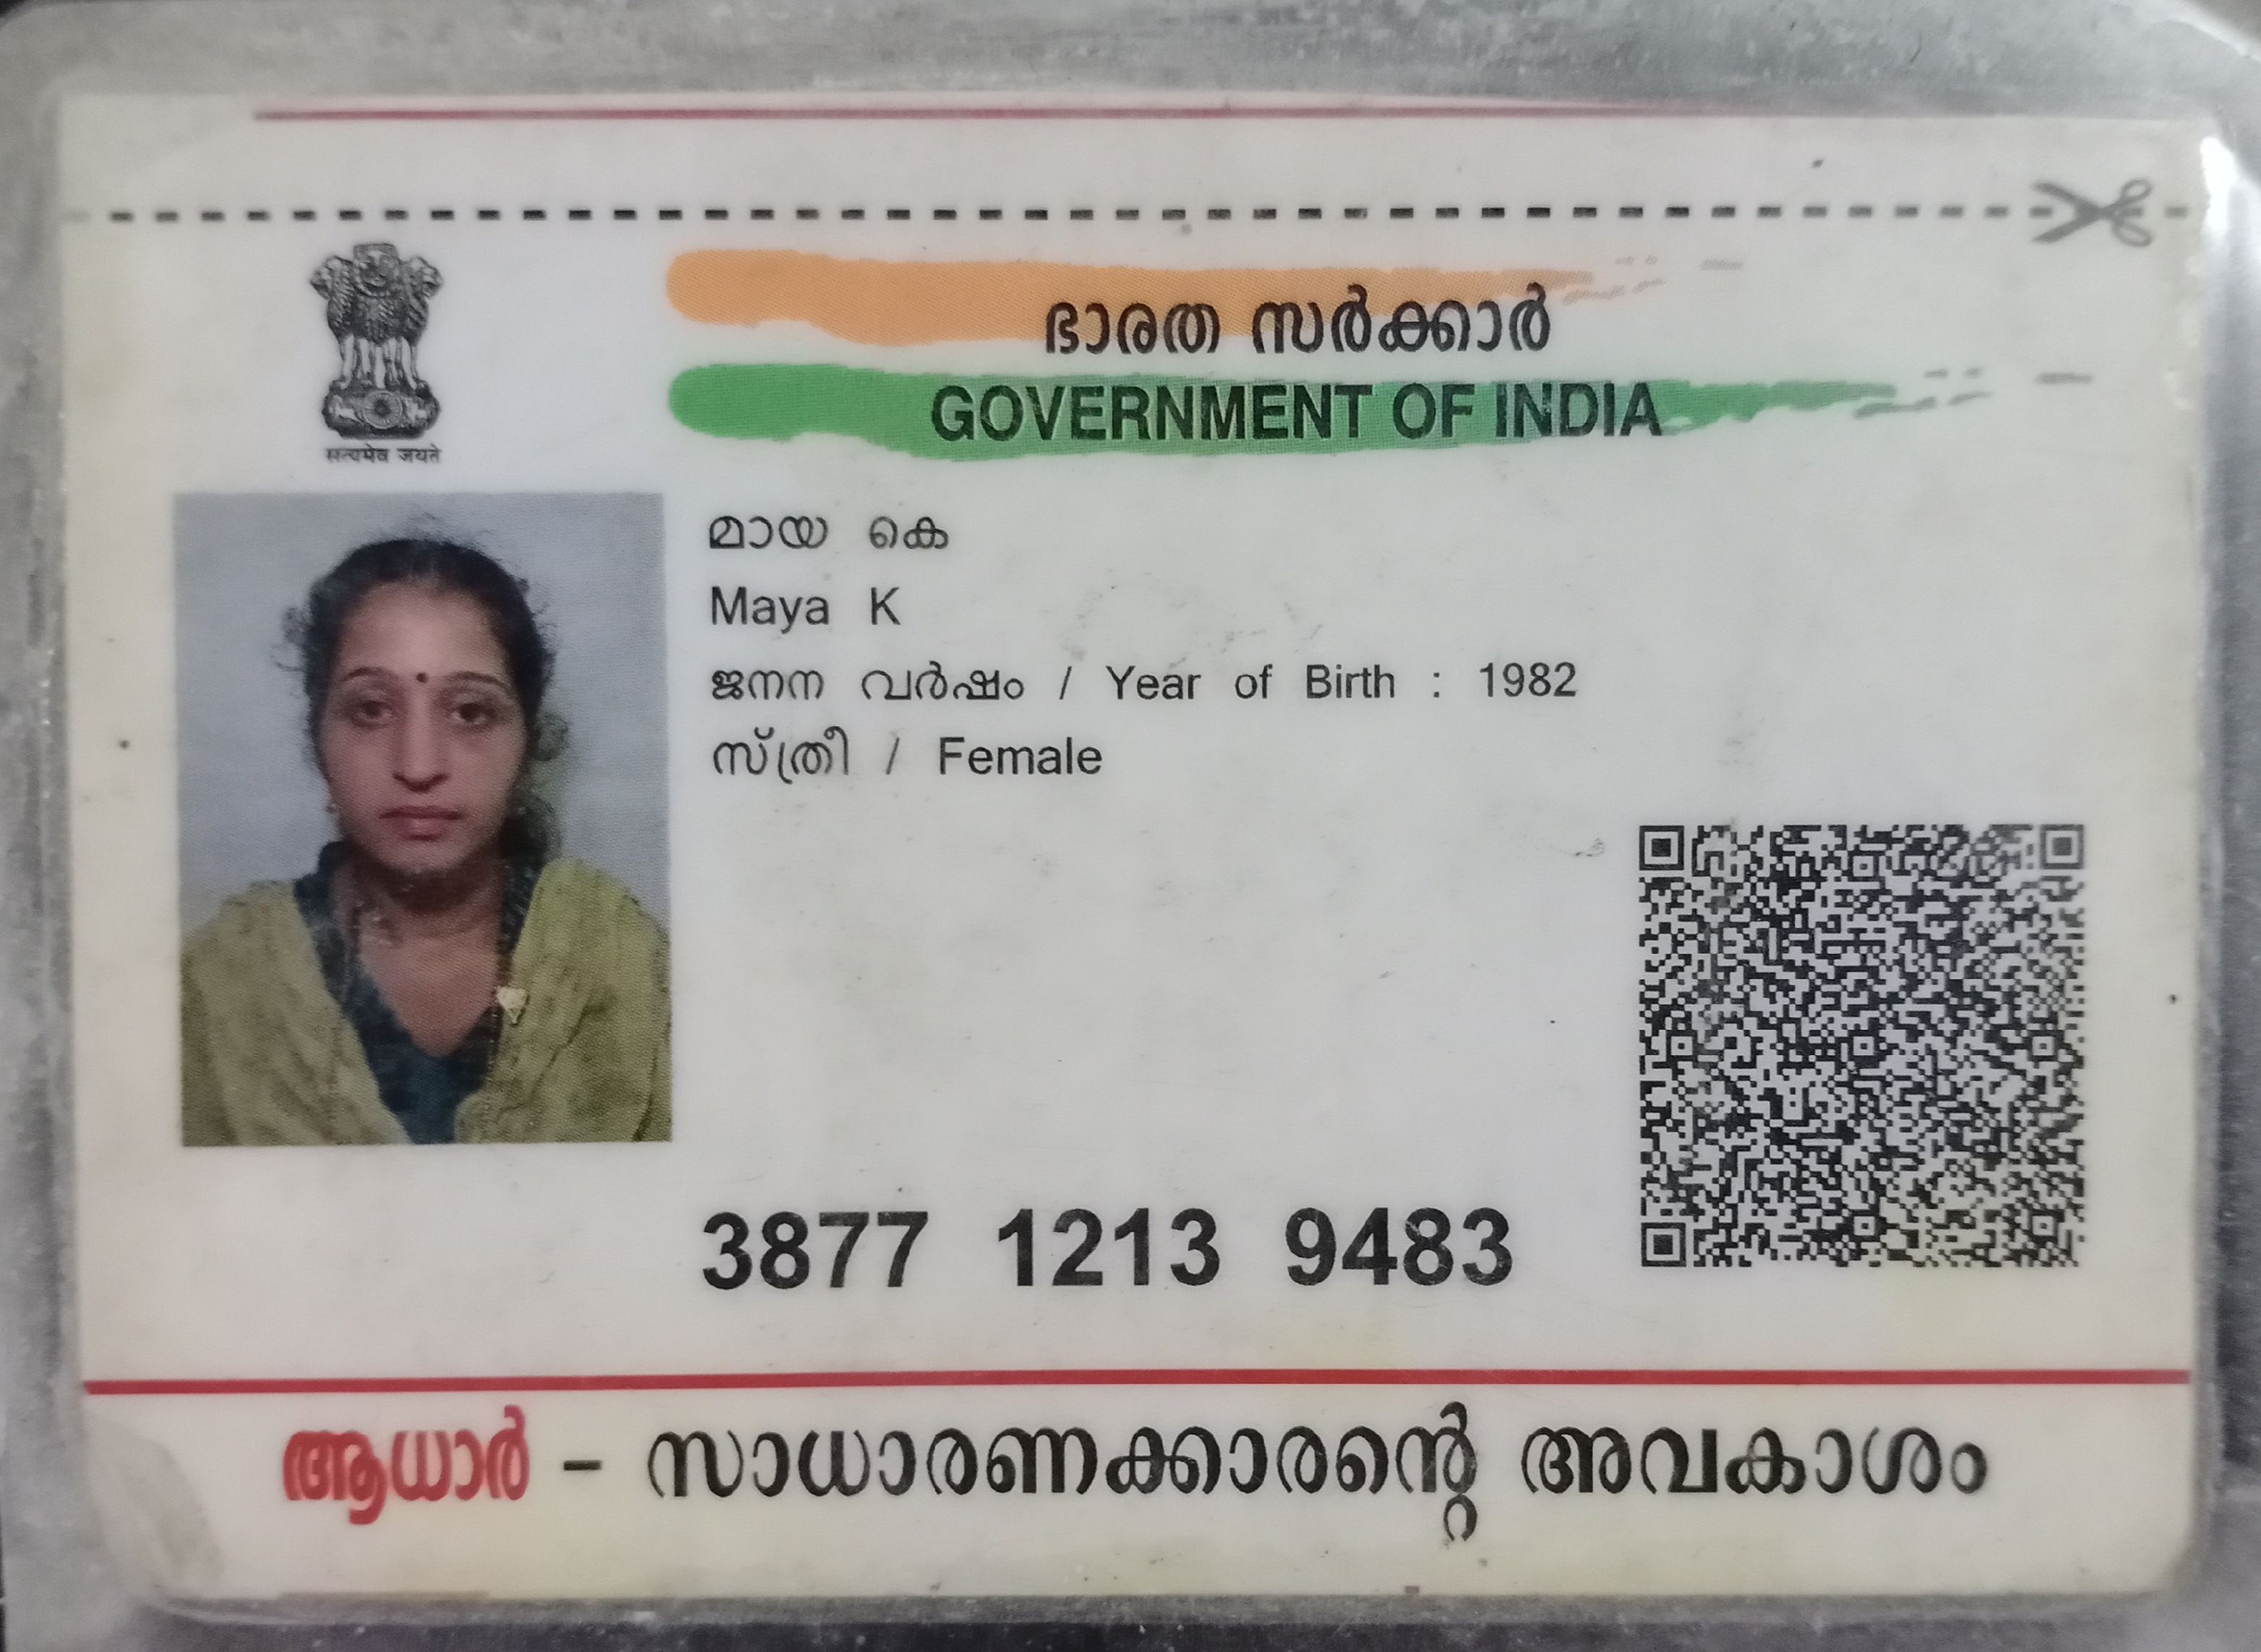 ഭാരത സർക്കാർ
GOVERNMENT OF INDIA
सत्यमेव जयते
മായ കെ
Maya K
ജനന വർഷം / Year of Birth : 1982
സ്ത്രീ / Female
3877 1213 9483
ആധാർ - സാധാരണക്കാരന്റെ അവകാശം